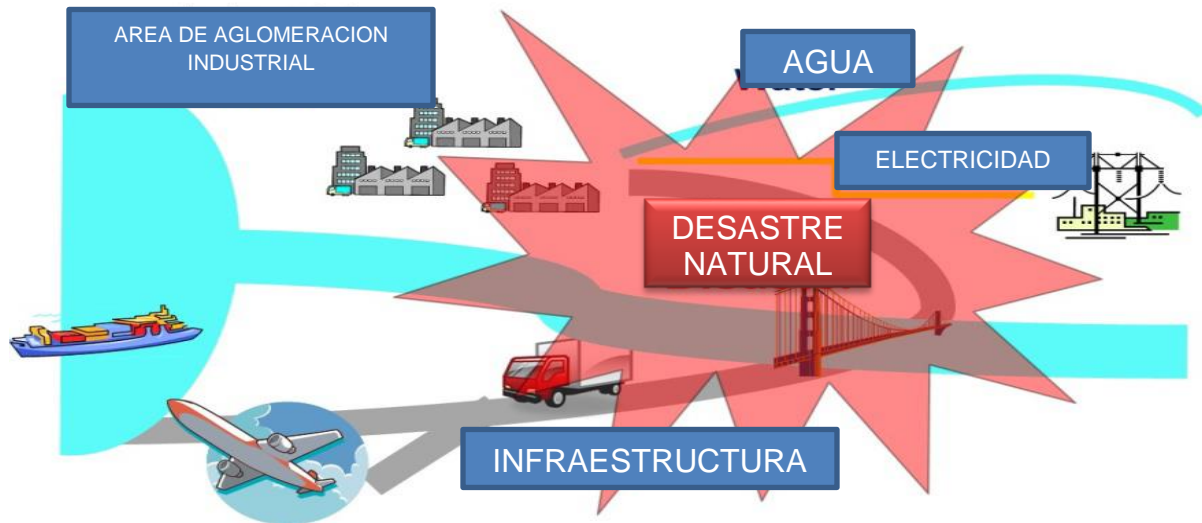 AREA DE AGLOMERACION
INDUSTRIAL
AGUA
ELECTRICIDAD
DESASTRE
NATURAL
INFRAESTRUCTURA